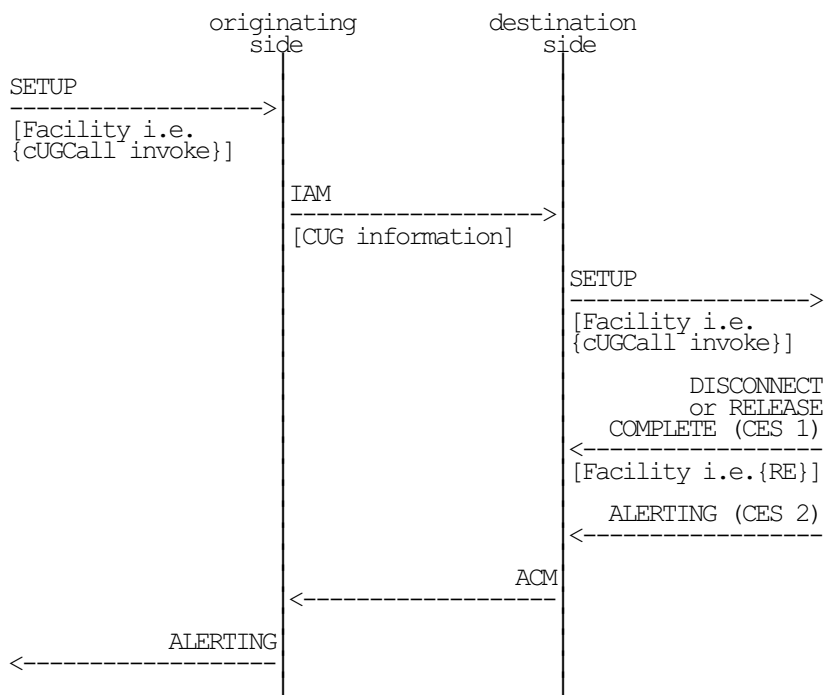 originating
side
destination
side
SETUP
[Facility i.e.
{cUGCall invoke}]
IAM
[CUG information]
SETUP
[Facility i.e.
{cUGCall invoke}]
DISCONNECT
or RELEASE
COMPLETE (CES 1)
[Facility i.e.{RE}]
ALERTING (CES 2)
ACM
ALERTING